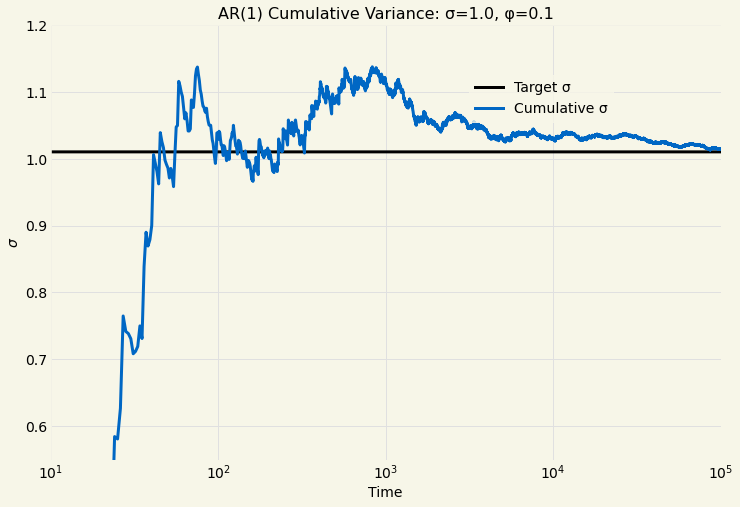 AR(1) Cumulative Variance: σ=1.0, φ=0.1
1.2
1.1
1.0
0.9
0.8
0.7
0.6
σ
Target σ
Cumulative σ
10¹ 10² 10³ 10⁴ 10⁵
Time